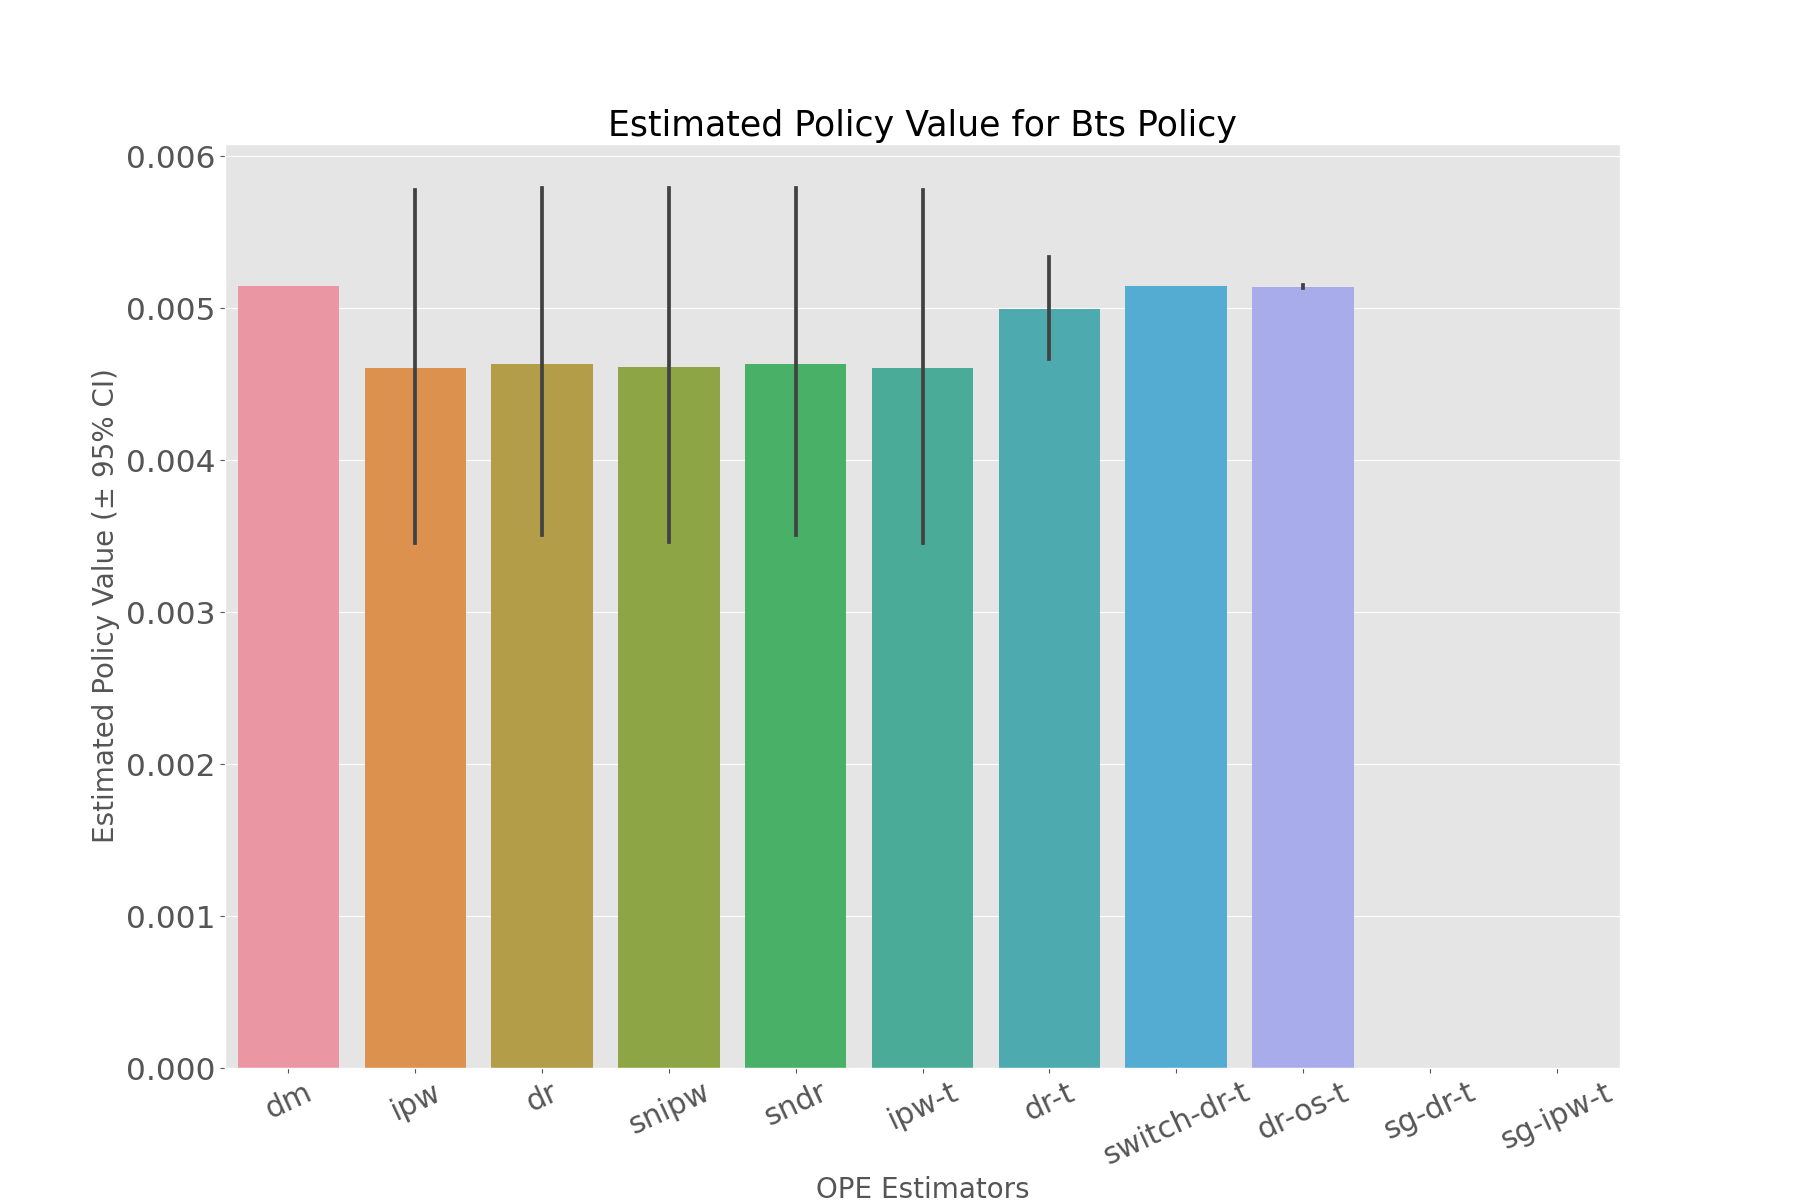 Estimated Policy Value for Bts Policy
0.006
0.005
0.004
0.003
0.002
0.001
0.000
Estimated Policy Value (± 95% CI)
dm
ipw
dr
snipw
sndr
ipw-t
dr-t
switch-dr-t
dr-os-t
sg-dr-t
sg-ipw-t
OPE Estimators